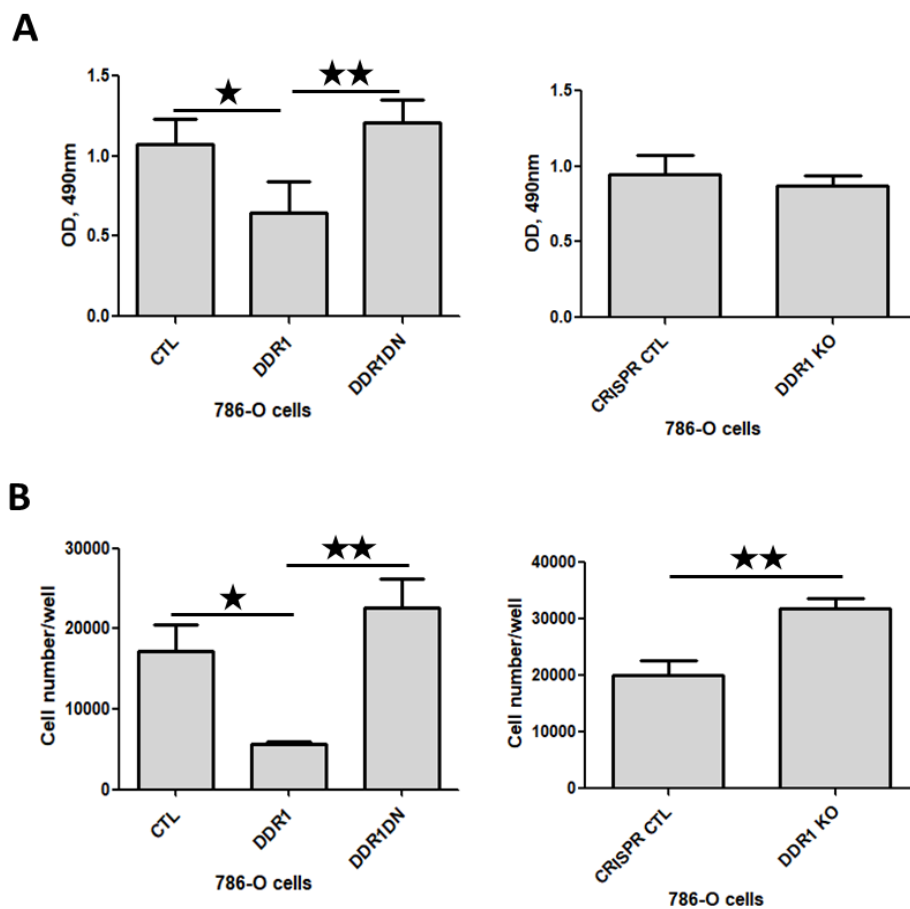 A
1.5
1.0
0.5
0.0
OD, 490nm
CTL
DDR1
DDR1DN
786-O cells
1.5
1.0
0.5
0.0
OD, 490nm
CRISPR CTL
DDR1 KO
786-O cells
B
30000
20000
10000
0
Cell number/well
CTL
DDR1
DDR1DN
786-O cells
40000
30000
20000
10000
0
Cell number/well
CRISPR CTL
DDR1 KO
786-O cells